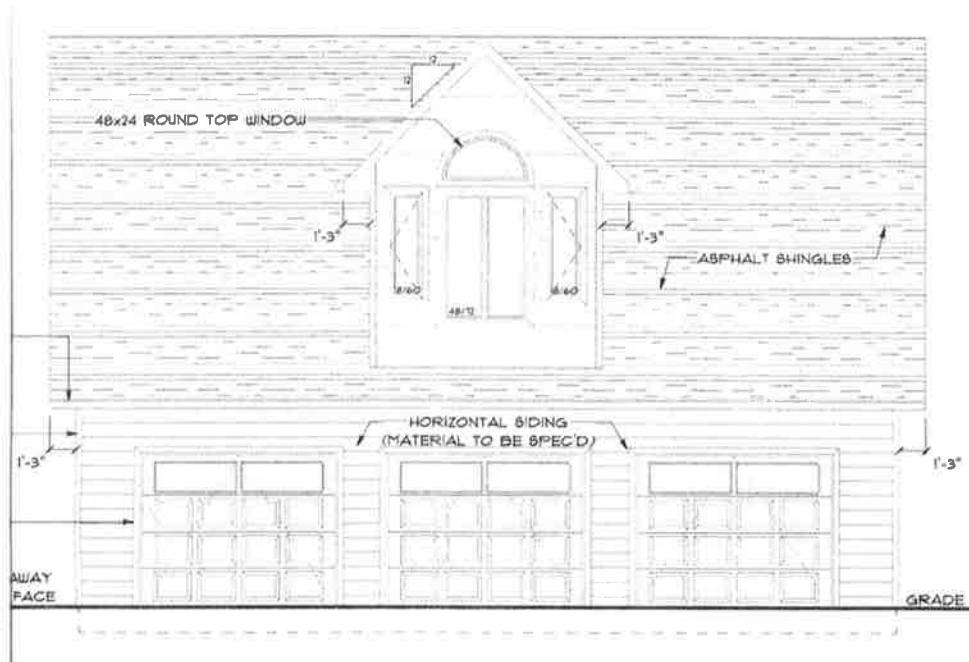 12
12
48x24 ROUND TOP WINDOW
1'-3"
1'-3"
ASPHALT SHINGLES
8/60
8/60
48/72
HORIZONTAL SIDING
(MATERIAL TO BE SPEC'D)
1'-3"
1'-3"
AWAY
FACE
GRADE